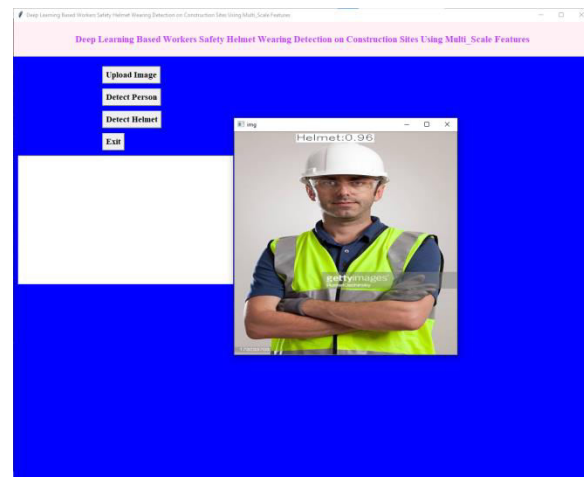 Deep Learning Based Workers Safety Helmet Wearing Detection on Construction Sites Using Multi_Scale Features
Deep Learning Based Workers Safety Helmet Wearing Detection on Construction Sites Using Multi_Scale Features
Upload Image
Detect Person
Detect Helmet
Exit
img
Helmet:0.96
gettyimages